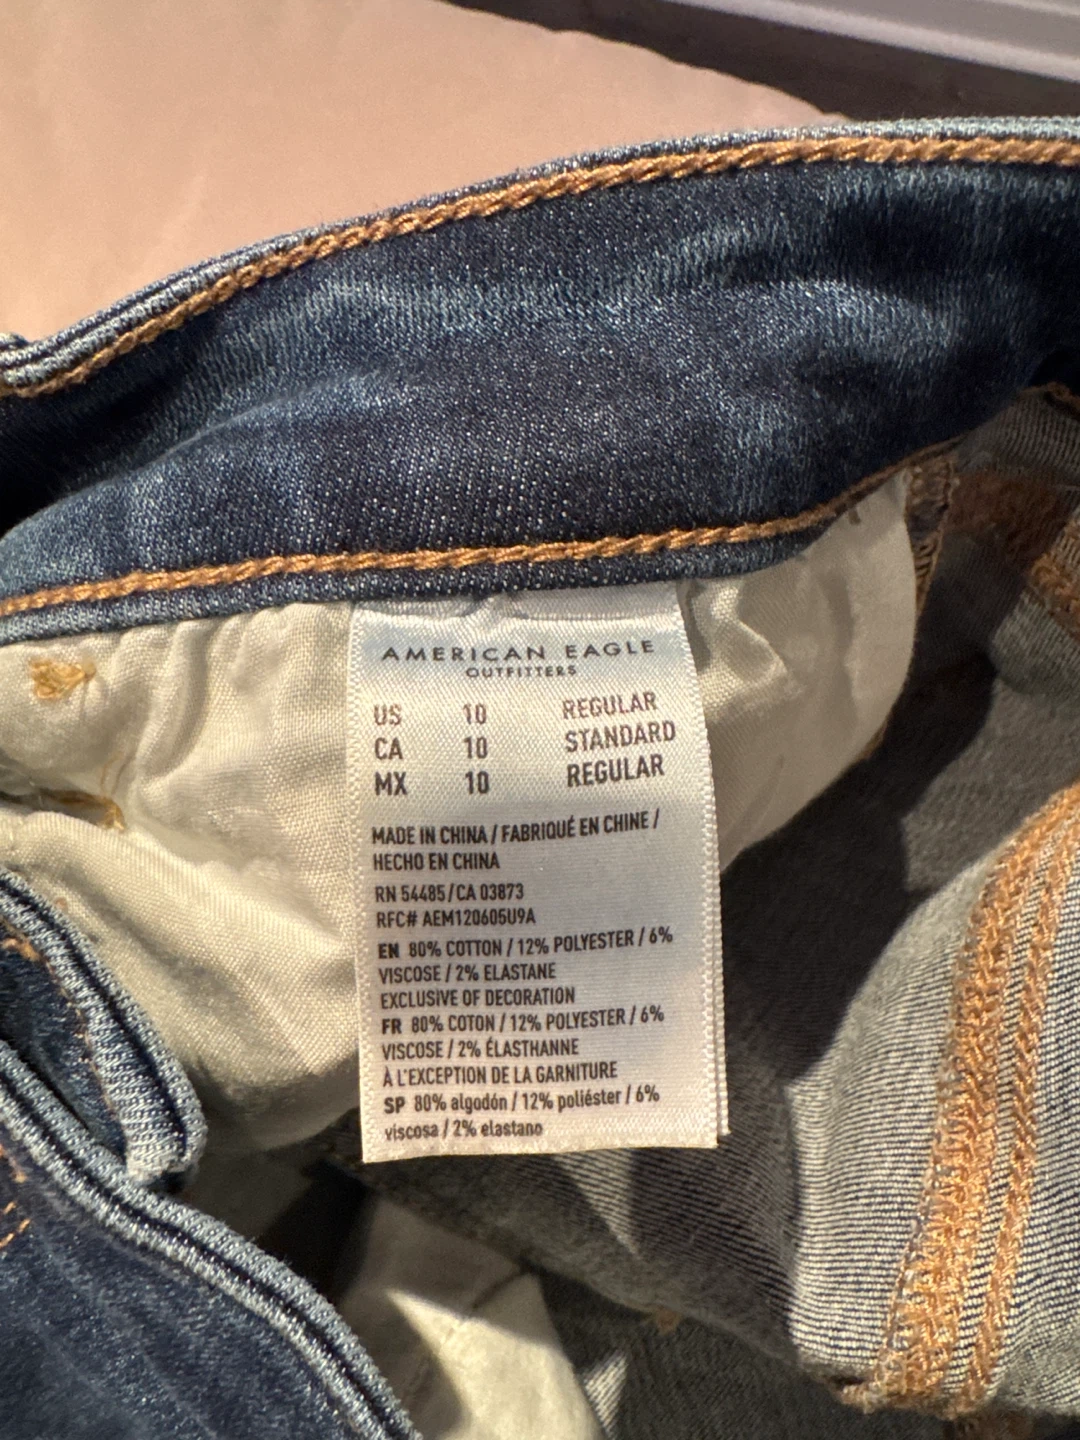 AMERICAN EAGLE
OUTFITTERS
US 10 REGULAR
CA 10 STANDARD
MX 10 REGULAR
MADE IN CHINA / FABRIQUÉ EN CHINE /
HECHO EN CHINA
RN 54485/CA 03873
RFC# AEM120605U9A
EN 80% COTTON / 12% POLYESTER / 6%
VISCOSE / 2% ELASTANE
EXCLUSIVE OF DECORATION
FR 80% COTON / 12% POLYESTER / 6%
VISCOSE / 2% ÉLASTHANNE
À L'EXCEPTION DE LA GARNITURE
SP 80% algodón / 12% poliéster / 6%
viscosa / 2% elastano